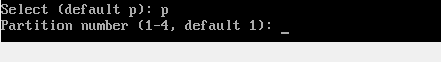 Select (default p): p
Partition number (1-4, default 1): _